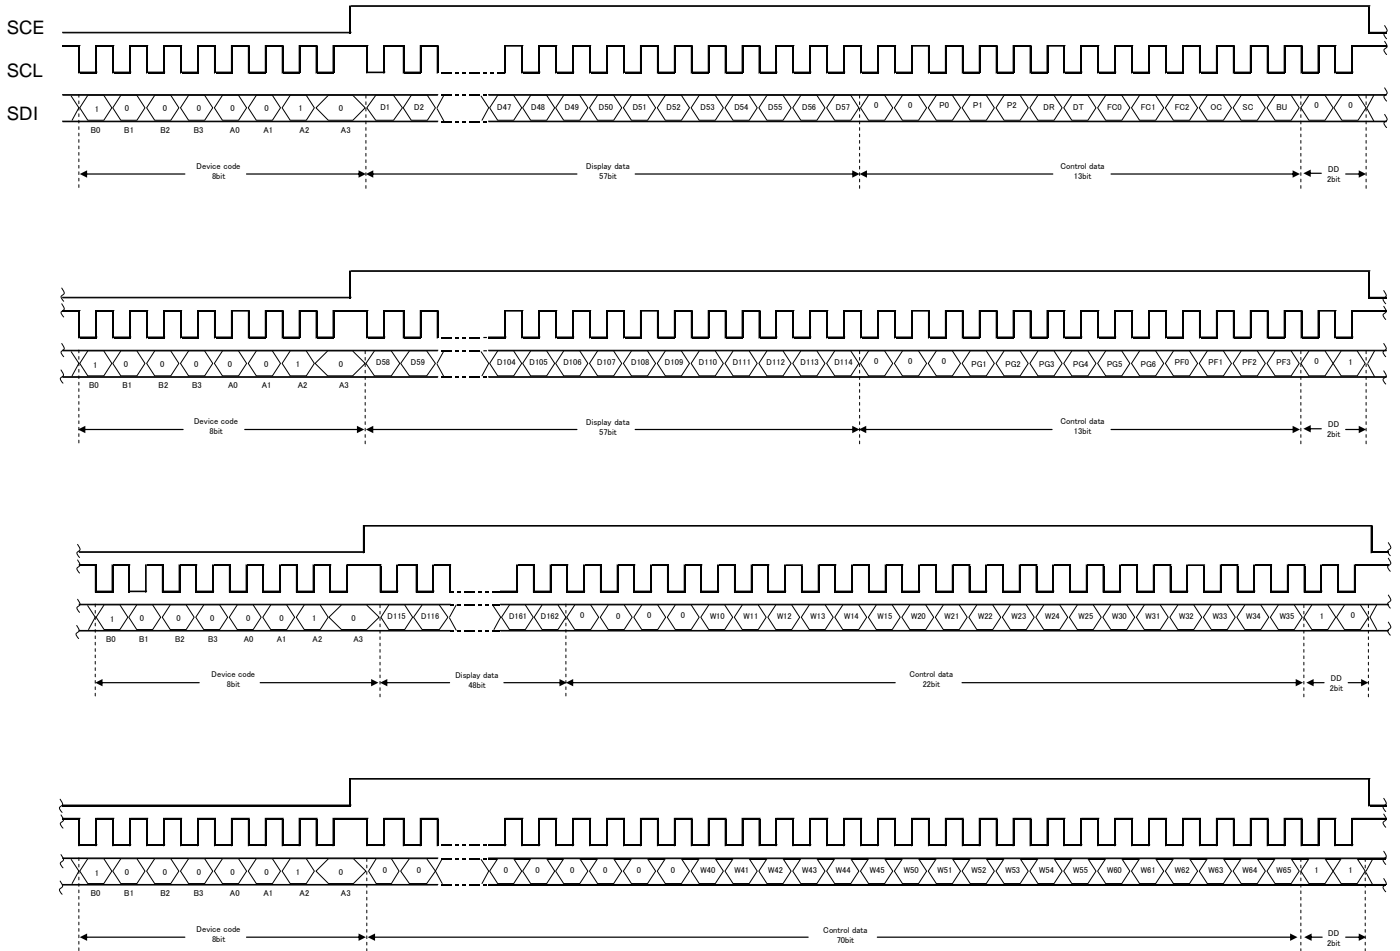 SCE
SCL
SDI
1 0 0 0 0 0 1 0 D1 D2 D47 D48 D49 D50 D51 D52 D53 D54 D55 D56 D57 0 0 P0 P1 P2 DR DT FC0 FC1 FC2 OC SC BU 0 0
B0 B1 B2 B3 A0 A1 A2 A3
Device code Display data Control data DD
8bit 57bit 13bit 2bit
1 0 0 0 0 0 1 0 D58 D59 D104 D105 D106 D107 D108 D109 D110 D111 D112 D113 D114 0 0 0 PG1 PG2 PG3 PG4 PG5 PG6 PF0 PF1 PF2 PF3 0 1
B0 B1 B2 B3 A0 A1 A2 A3
Device code Display data Control data DD
8bit 57bit 13bit 2bit
1 0 0 0 0 0 1 0 D115 D116 D161 D162 0 0 0 0 W10 W11 W12 W13 W14 W15 W20 W21 W22 W23 W24 W25 W30 W31 W32 W33 W34 W35 1 0
B0 B1 B2 B3 A0 A1 A2 A3
Device code Display data Control data DD
8bit 48bit 22bit 2bit
1 0 0 0 0 0 1 0 0 0 0 0 0 0 0 0 W40 W41 W42 W43 W44 W45 W50 W51 W52 W53 W54 W55 W60 W61 W62 W63 W64 W65 1 1
B0 B1 B2 B3 A0 A1 A2 A3
Device code Control data DD
8bit 70bit 2bit